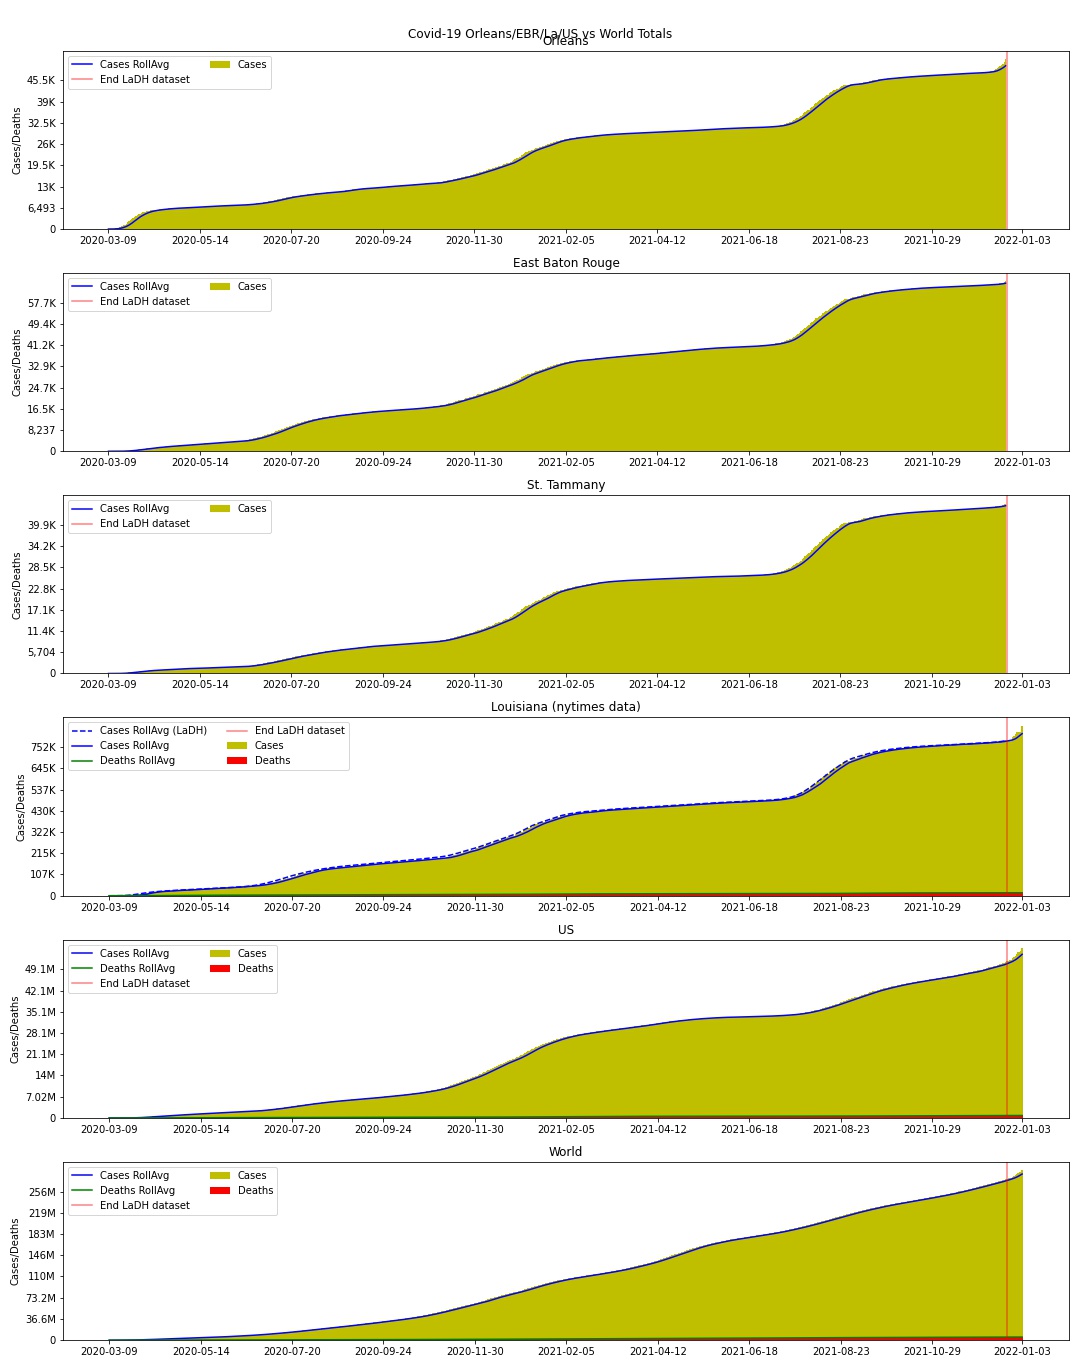 Covid-19 Orleans/EBR/La/US vs World Totals
Orleans
Cases RollAvg
End LaDH dataset
Cases
Cases/Deaths
45.5K
39K
32.5K
26K
19.5K
13K
6,493
0
2020-03-09 2020-05-14 2020-07-20 2020-09-24 2020-11-30 2021-02-05 2021-04-12 2021-06-18 2021-08-23 2021-10-29 2022-01-03
East Baton Rouge
Cases RollAvg
End LaDH dataset
Cases
Cases/Deaths
57.7K
49.4K
41.2K
32.9K
24.7K
16.5K
8,237
0
2020-03-09 2020-05-14 2020-07-20 2020-09-24 2020-11-30 2021-02-05 2021-04-12 2021-06-18 2021-08-23 2021-10-29 2022-01-03
St. Tammany
Cases RollAvg
End LaDH dataset
Cases
Cases/Deaths
39.9K
34.2K
28.5K
22.8K
17.1K
11.4K
5,704
0
2020-03-09 2020-05-14 2020-07-20 2020-09-24 2020-11-30 2021-02-05 2021-04-12 2021-06-18 2021-08-23 2021-10-29 2022-01-03
Louisiana (nytimes data)
Cases RollAvg (LaDH)
Cases RollAvg
Deaths RollAvg
End LaDH dataset
Cases
Deaths
Cases/Deaths
752K
645K
537K
430K
322K
215K
107K
0
2020-03-09 2020-05-14 2020-07-20 2020-09-24 2020-11-30 2021-02-05 2021-04-12 2021-06-18 2021-08-23 2021-10-29 2022-01-03
US
Cases RollAvg
Deaths RollAvg
End LaDH dataset
Cases
Deaths
Cases/Deaths
49.1M
42.1M
35.1M
28.1M
21.1M
14M
7.02M
0
2020-03-09 2020-05-14 2020-07-20 2020-09-24 2020-11-30 2021-02-05 2021-04-12 2021-06-18 2021-08-23 2021-10-29 2022-01-03
World
Cases RollAvg
Deaths RollAvg
End LaDH dataset
Cases
Deaths
Cases/Deaths
256M
219M
183M
146M
110M
73.2M
36.6M
0
2020-03-09 2020-05-14 2020-07-20 2020-09-24 2020-11-30 2021-02-05 2021-04-12 2021-06-18 2021-08-23 2021-10-29 2022-01-03